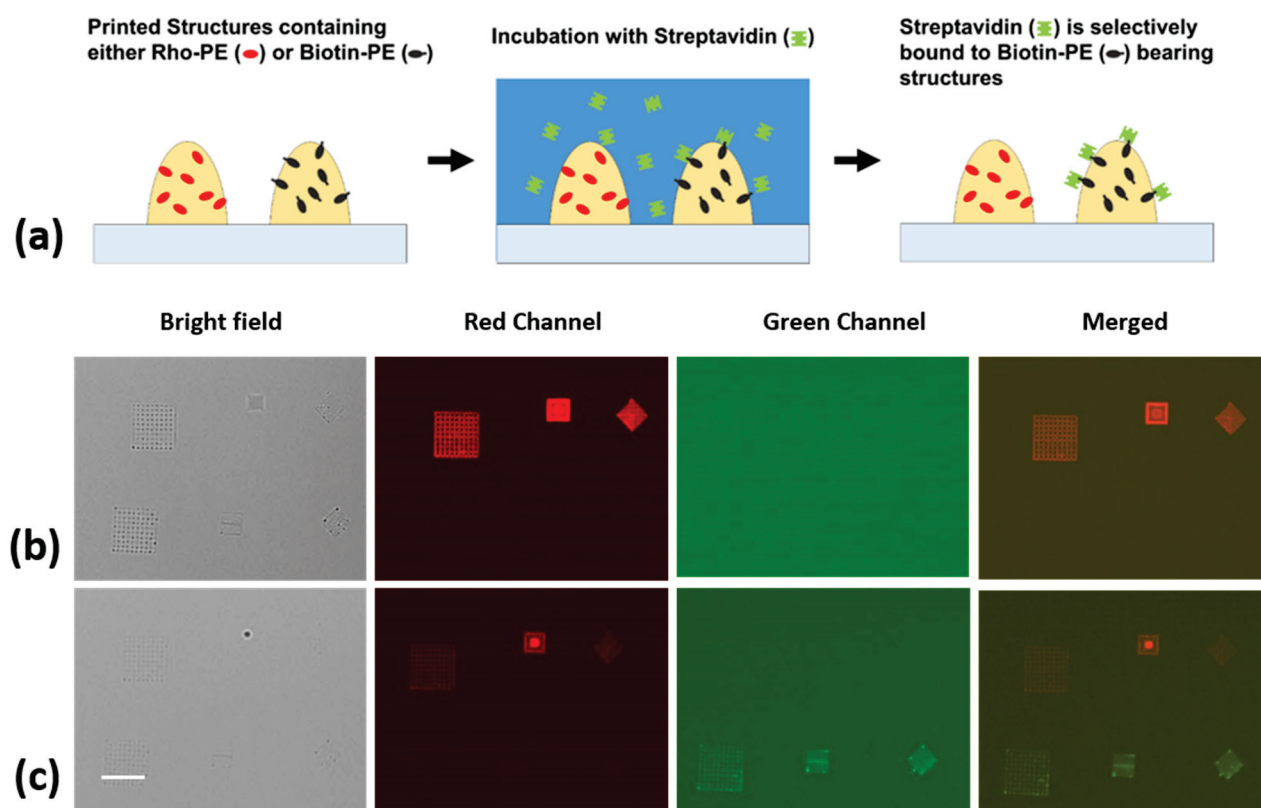 Printed Structures containing
either Rho-PE ( ) or Biotin-PE ( )
Incubation with Streptavidin ( )
Streptavidin ( ) is selectively
bound to Biotin-PE ( ) bearing
structures
(a)
Bright field
Red Channel
Green Channel
Merged
(b)
(c)